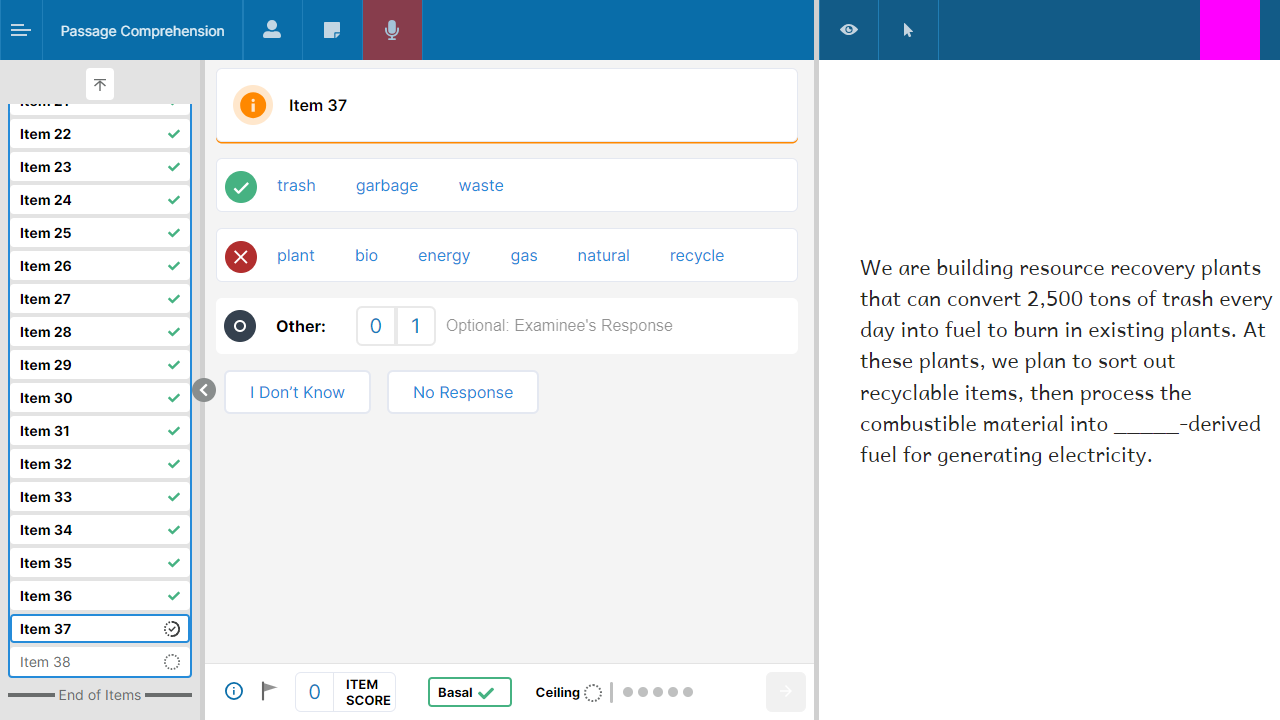 Passage Comprehension
Item 22
Item 23
Item 24
Item 25
Item 26
Item 27
Item 28
Item 29
Item 30
Item 31
Item 32
Item 33
Item 34
Item 35
Item 36
Item 37
Item 38
End of Items
Item 37
trash garbage waste
plant bio energy gas natural recycle
Other: 0 1 Optional: Examinee's Response
I Don’t Know No Response
0 ITEM SCORE Basal Ceiling
We are building resource recovery plants
that can convert 2,500 tons of trash every
day into fuel to burn in existing plants. At
these plants, we plan to sort out
recyclable items, then process the
combustible material into ______-derived
fuel for generating electricity.